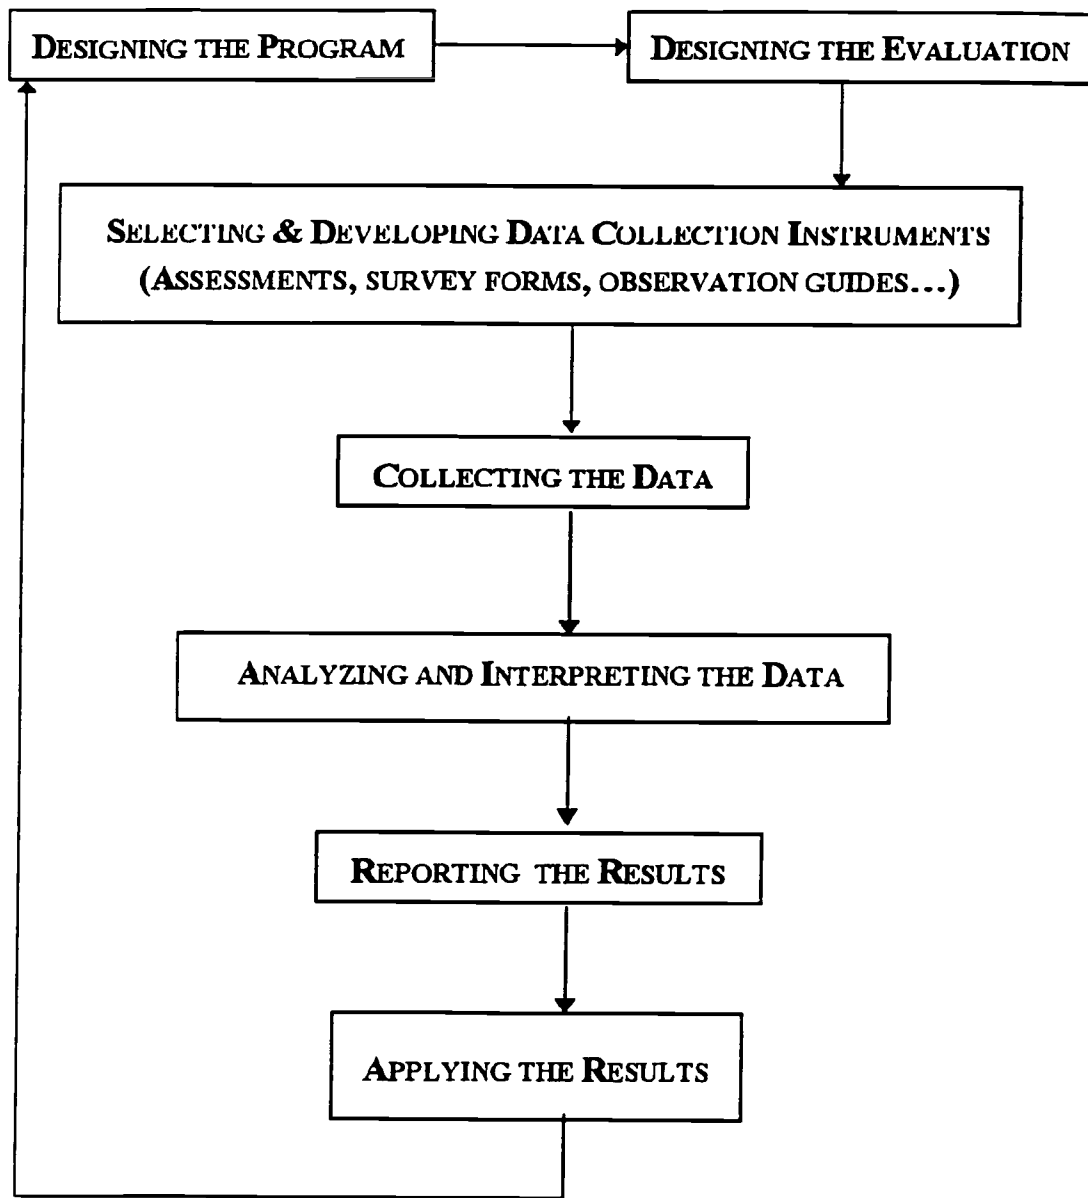 DESIGNING THE PROGRAM
DESIGNING THE EVALUATION
SELECTING & DEVELOPING DATA COLLECTION INSTRUMENTS
(ASSESSMENTS, SURVEY FORMS, OBSERVATION GUIDES...)
COLLECTING THE DATA
ANALYZING AND INTERPRETING THE DATA
REPORTING THE RESULTS
APPLYING THE RESULTS